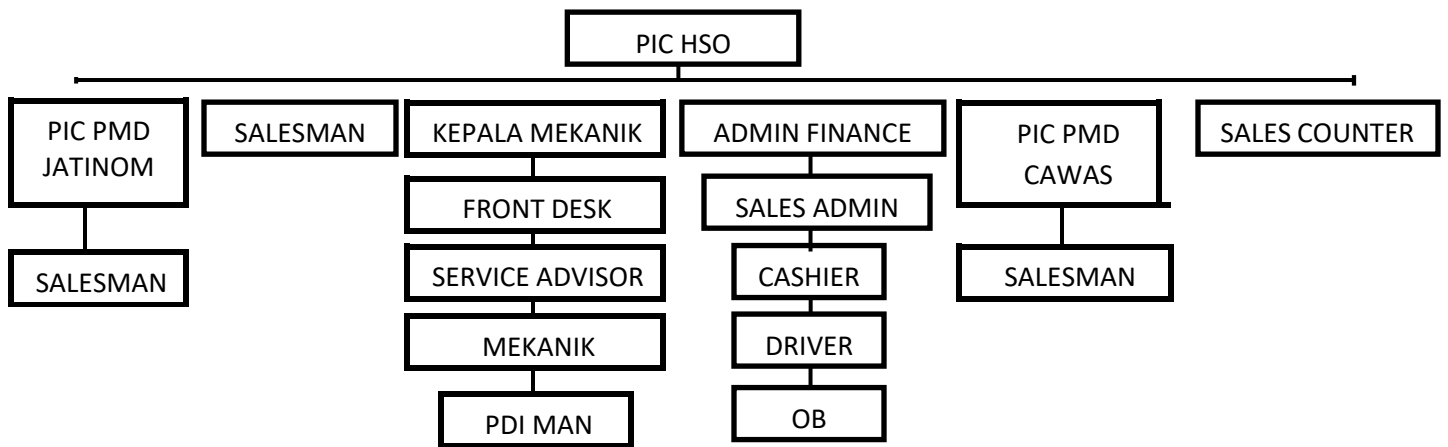 PIC HSO
PIC PMD
JATINOM
SALESMAN
KEPALA MEKANIK
ADMIN FINANCE
PIC PMD
CAWAS
SALES COUNTER
FRONT DESK
SALES ADMIN
SALESMAN
SERVICE ADVISOR
CASHIER
SALESMAN
MEKANIK
DRIVER
PDI MAN
OB